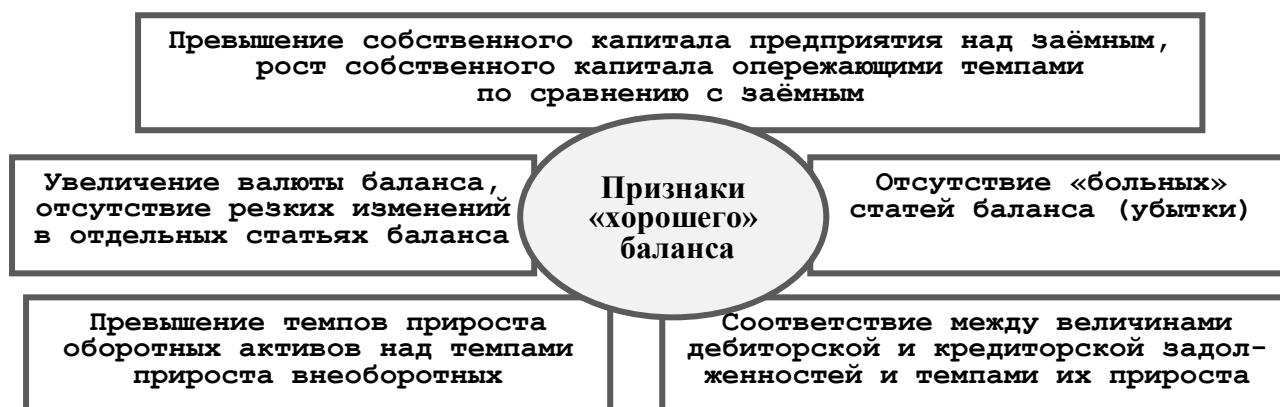 Превышение собственного капитала предприятия над заёмным,
рост собственного капитала опережающими темпами
по сравнению с заёмным
Увеличение валюты баланса,
отсутствие резких изменений
в отдельных статьях баланса
Признаки
«хорошего»
баланса
Отсутствие «больных»
статей баланса (убытки)
Превышение темпов прироста
оборотных активов над темпами
прироста внеоборотных
Соответствие между величинами
дебиторской и кредиторской задол-
женностей и темпами их прироста